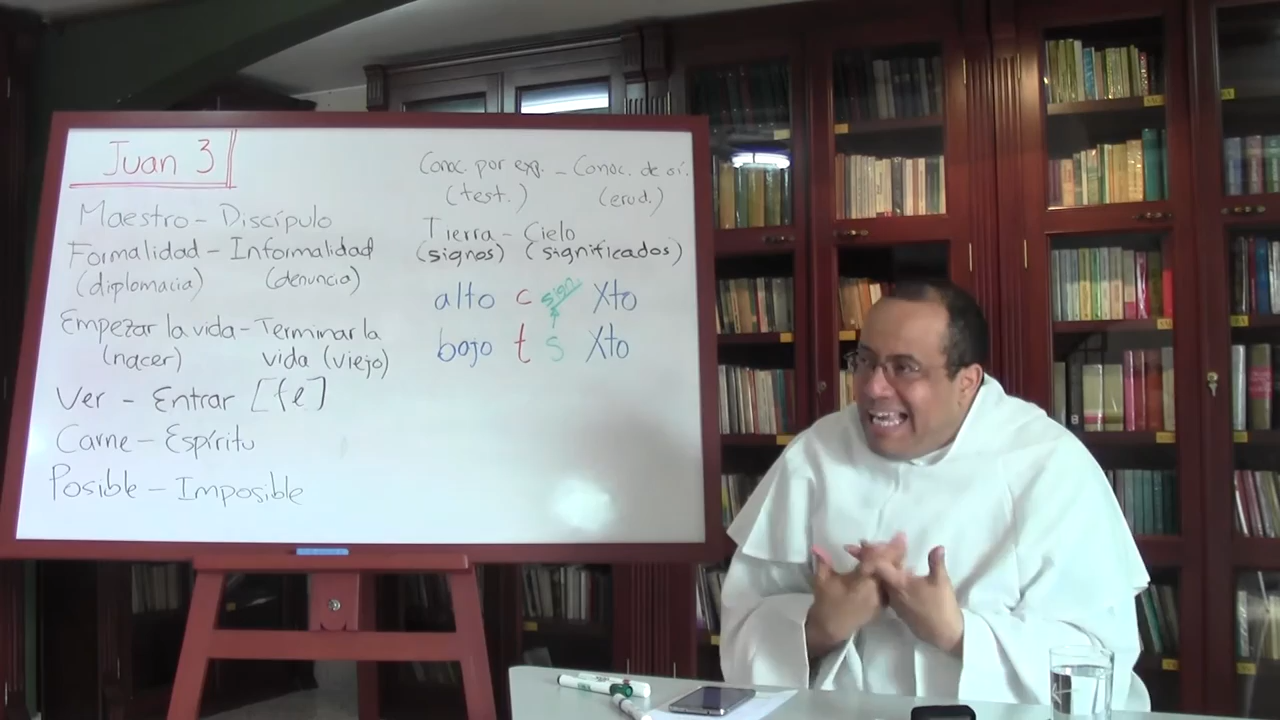 Juan 3
Maestro - Discípulo
Formalidad - Informalidad
(diplomacia) (denuncia)
Empezar la vida - Terminar la
(nacer) vida (viejo)
Ver - Entrar [fe]
Carne - Espíritu
Posible - Imposible
Conoc. por exp. - Conoc. de sí.
(test.) (erud.)
Tierra - Cielo
(signos) (significados)
alto c sign. Xto
bajo t s Xto